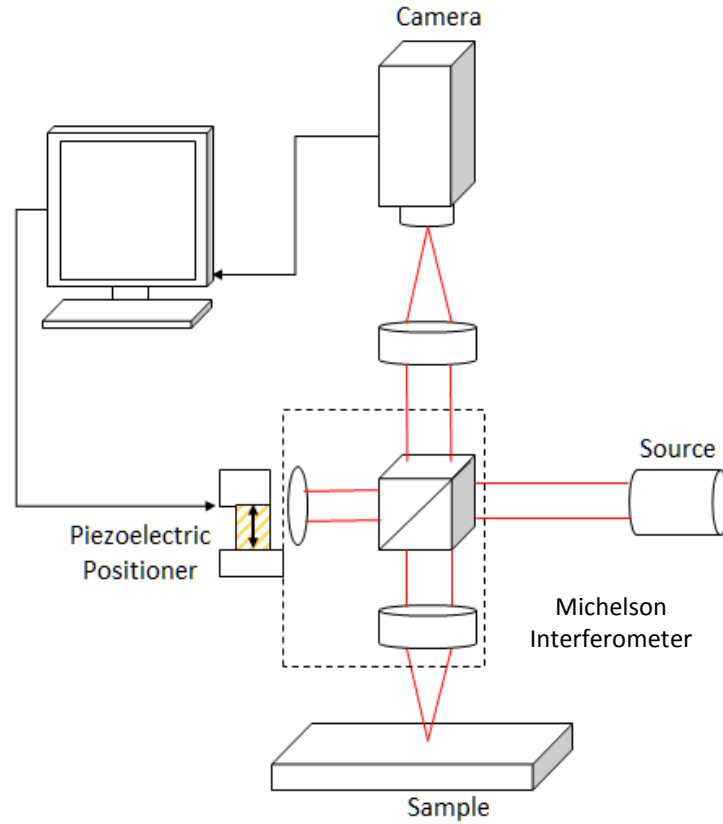 Camera
Source
Piezoelectric
Positioner
Michelson
Interferometer
Sample